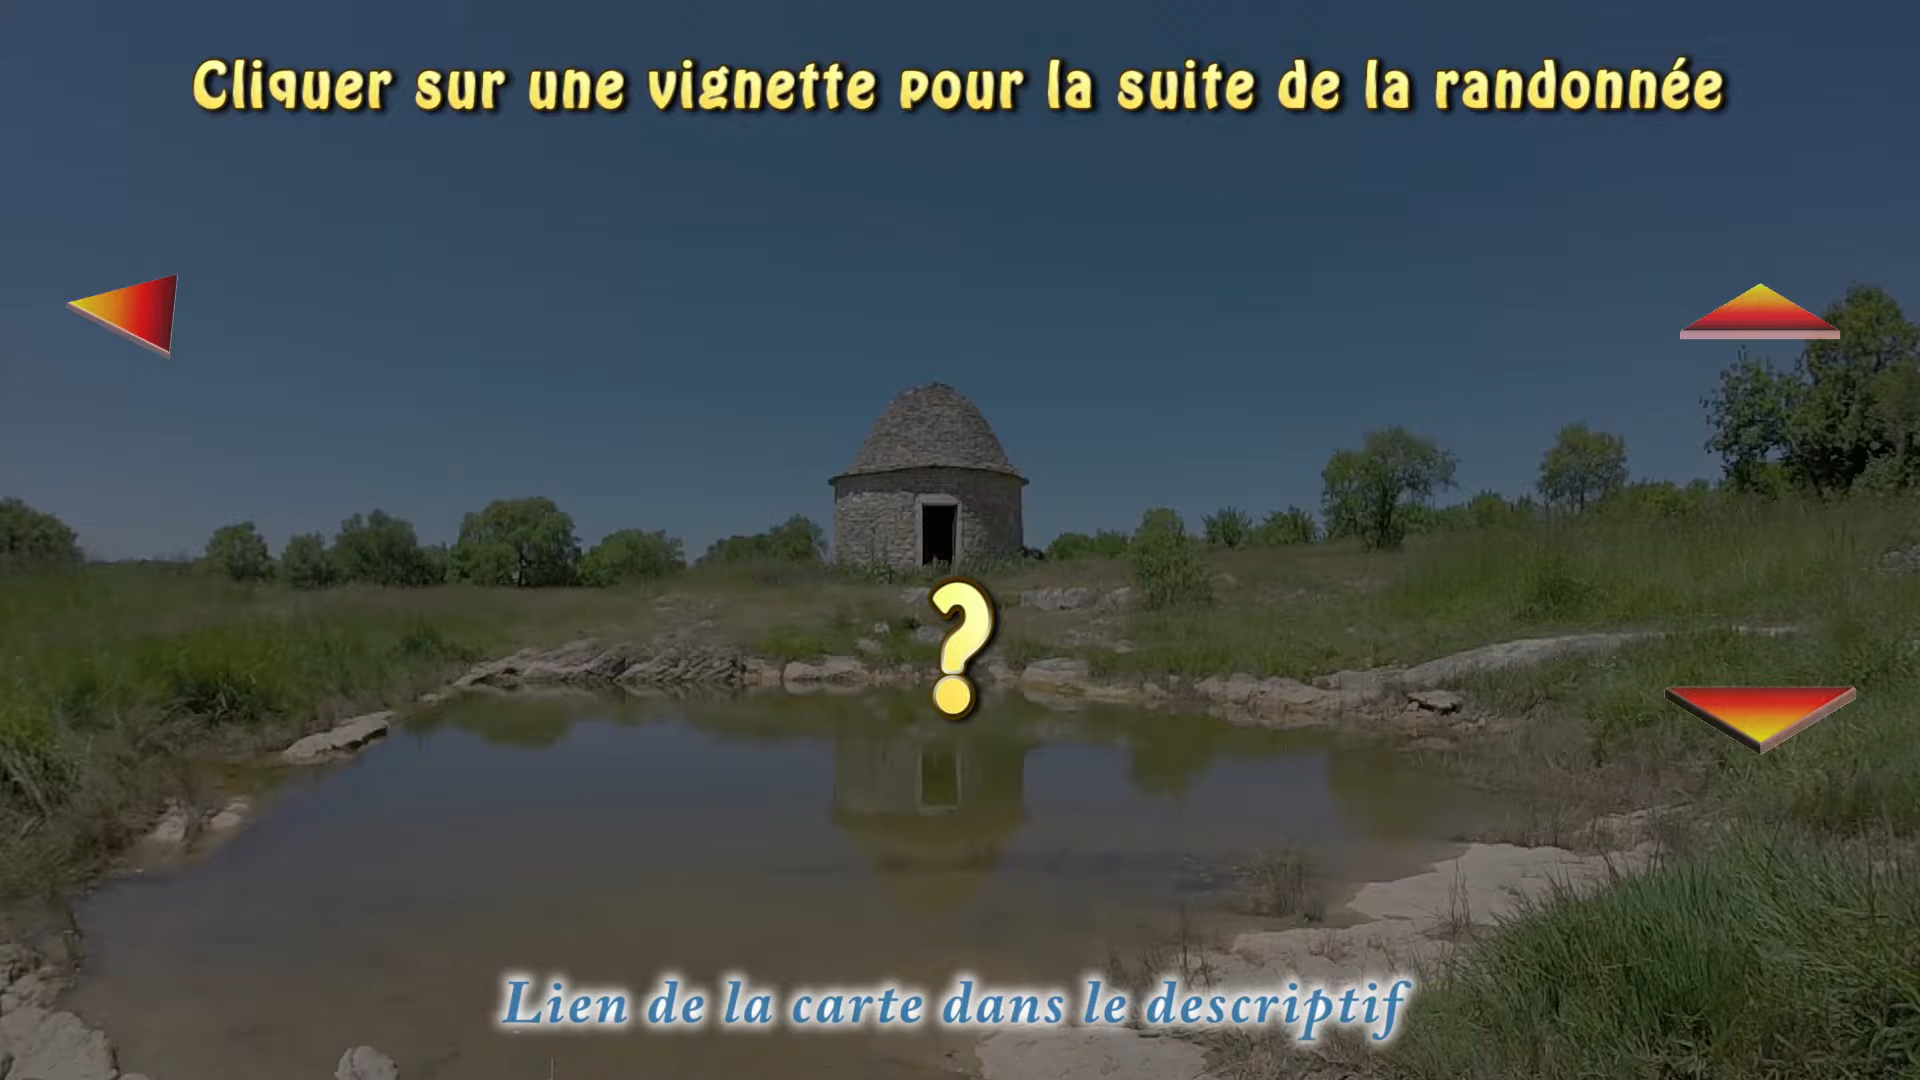 Cliquer sur une vignette pour la suite de la randonnée
?
Lien de la carte dans le descriptif